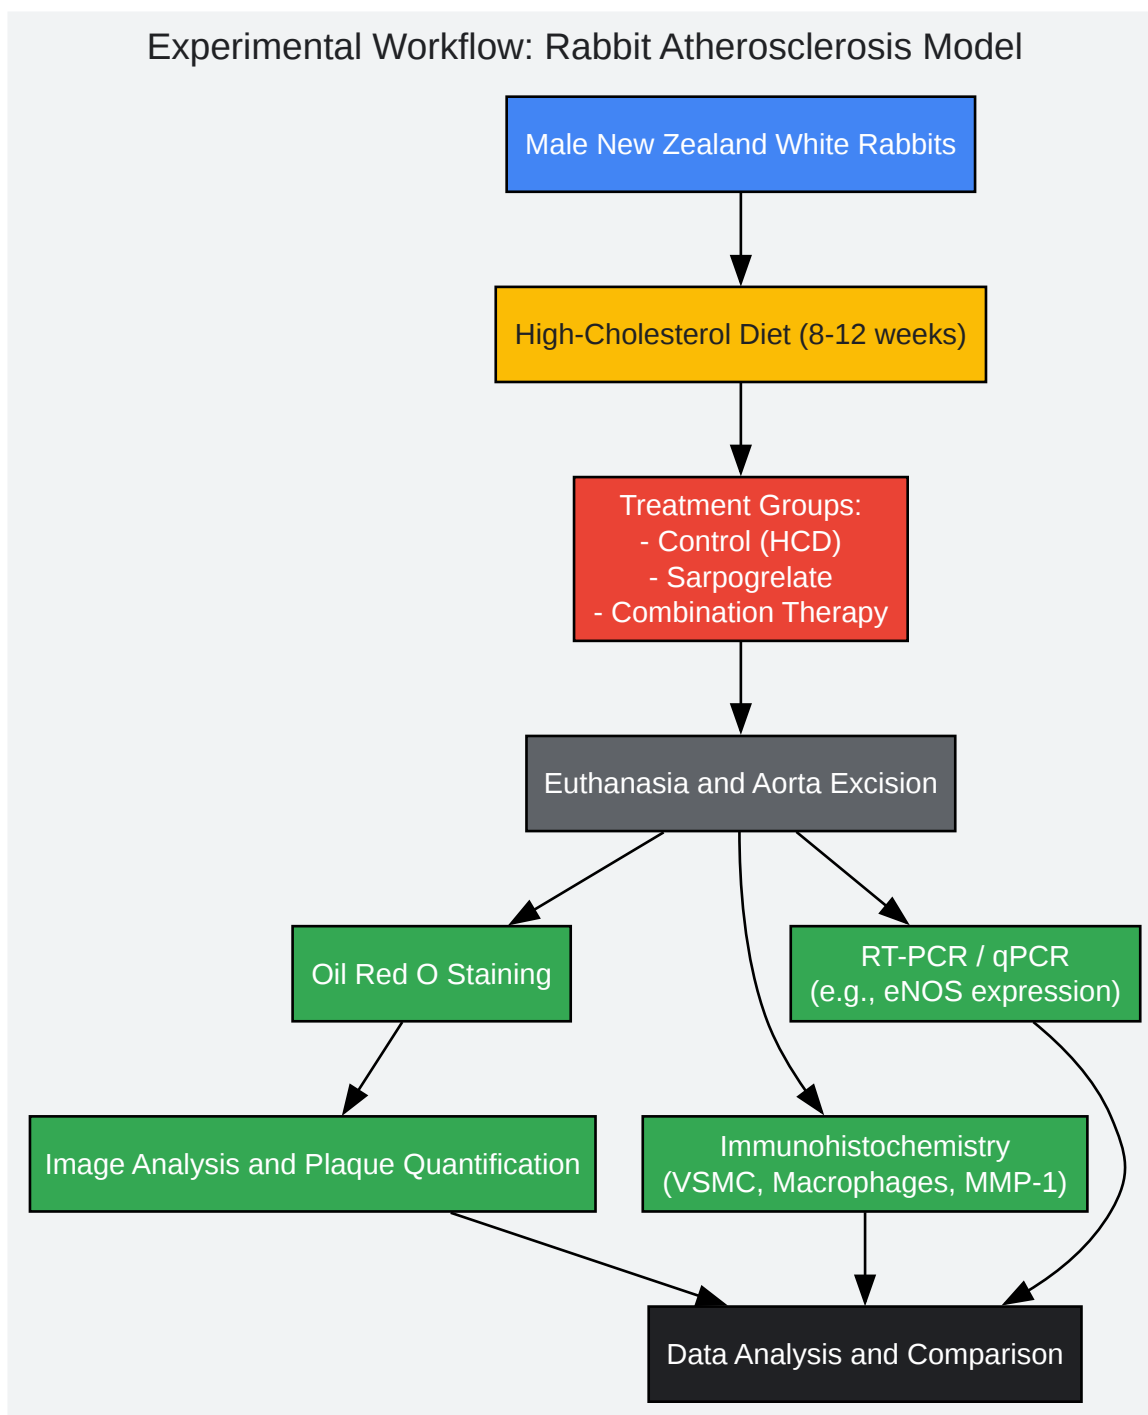 Experimental Workflow: Rabbit Atherosclerosis Model
Male New Zealand White Rabbits
High-Cholesterol Diet (8-12 weeks)
Treatment Groups:
- Control (HCD)
- Sarpogrelate
- Combination Therapy
Euthanasia and Aorta Excision
Oil Red O Staining
RT-PCR / qPCR
(e.g., eNOS expression)
Image Analysis and Plaque Quantification
Immunohistochemistry
(VSMC, Macrophages, MMP-1)
Data Analysis and Comparison